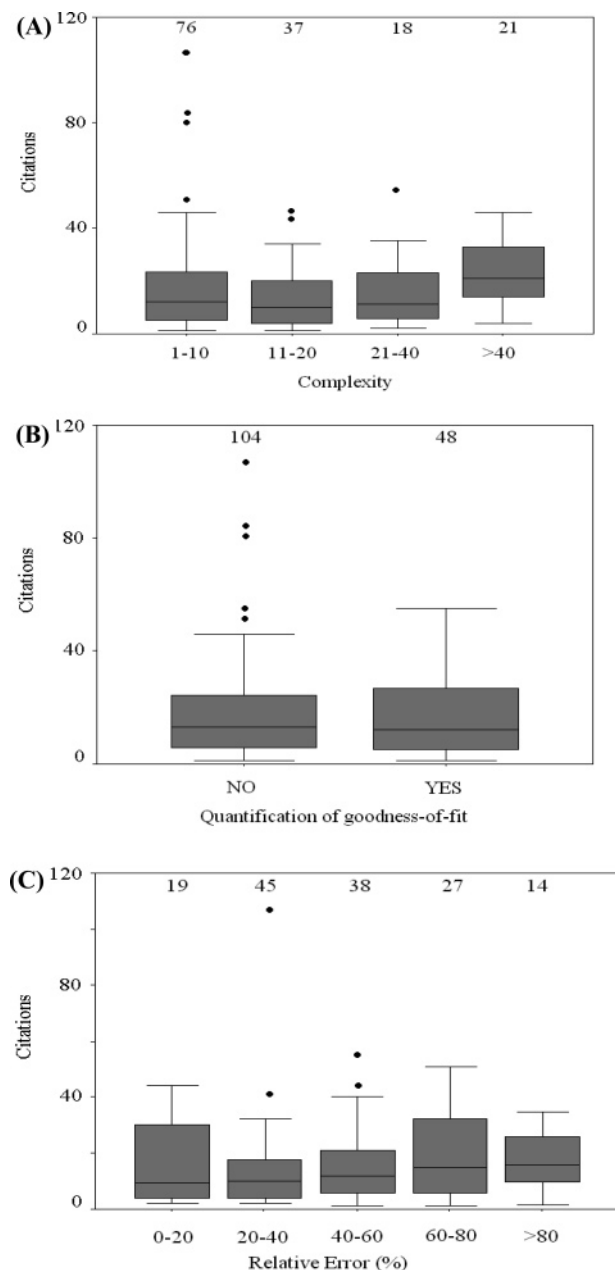 (A)
120
76 37 18 21
80
Citations
40
0
1-10 11-20 21-40 >40
Complexity
(B)
120
104 48
80
Citations
40
0
NO YES
Quantification of goodness-of-fit
(C)
120
19 45 38 27 14
80
Citations
40
0
0-20 20-40 40-60 60-80 >80
Relative Error (%)